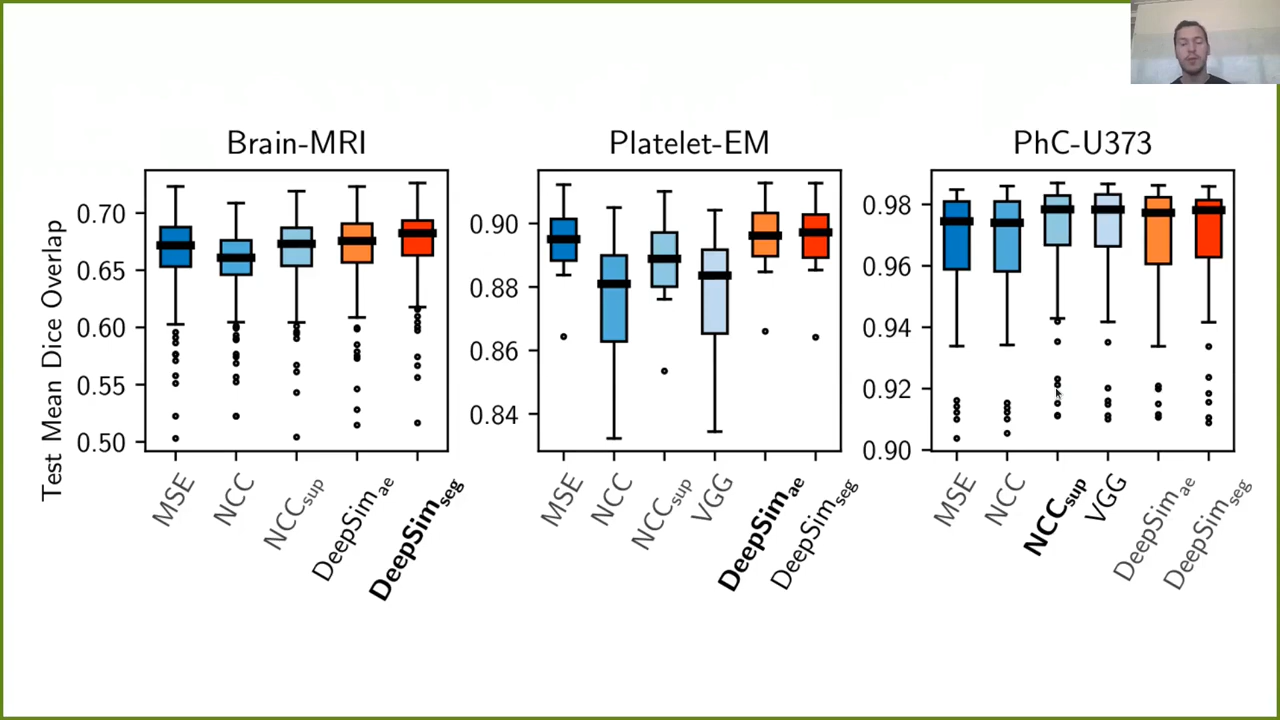 Brain-MRI
Platelet-EM
PhC-U373
Test Mean Dice Overlap
0.70
0.65
0.60
0.55
0.50
MSE
NCC
NCCsup
DeepSimae
DeepSimseg
0.90
0.88
0.86
0.84
MSE
NCC
NCCsup
VGG
DeepSimae
DeepSimseg
0.98
0.96
0.94
0.92
0.90
MSE
NCC
NCCsup
VGG
DeepSimae
DeepSimseg